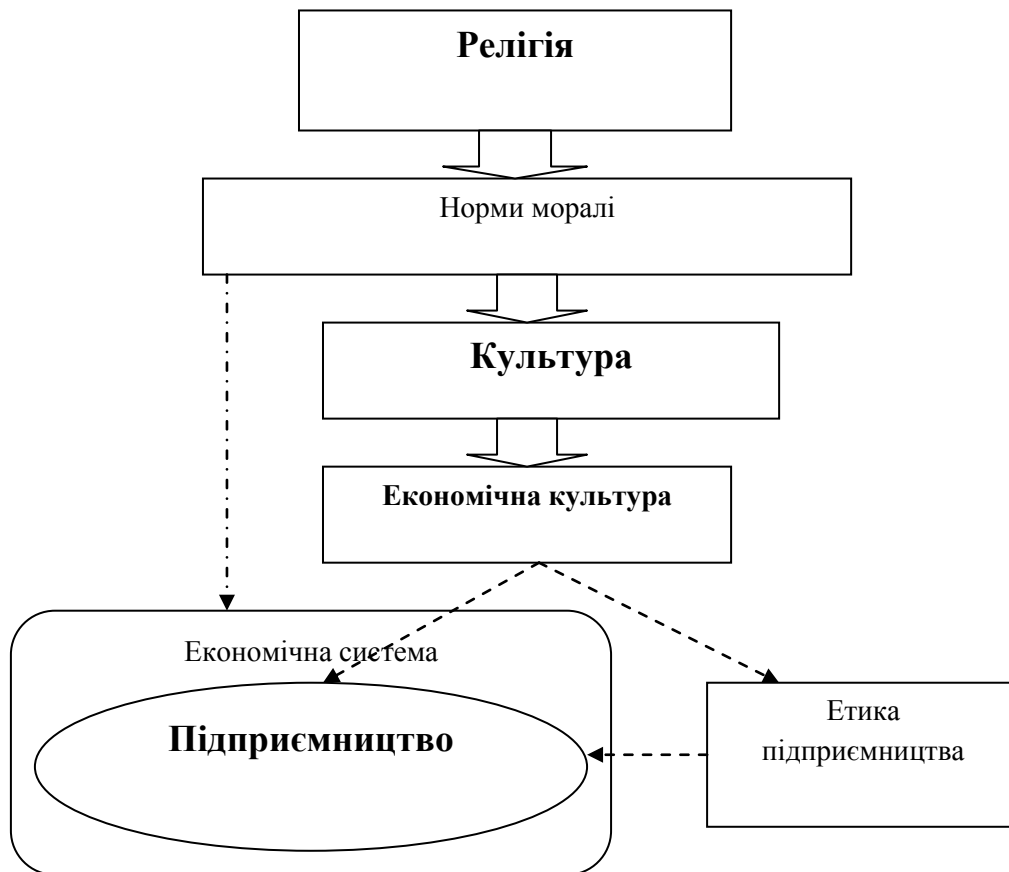 Релігія
Норми моралі
Культура
Економічна культура
Економічна система
Підприємництво
Етика
підприємництва